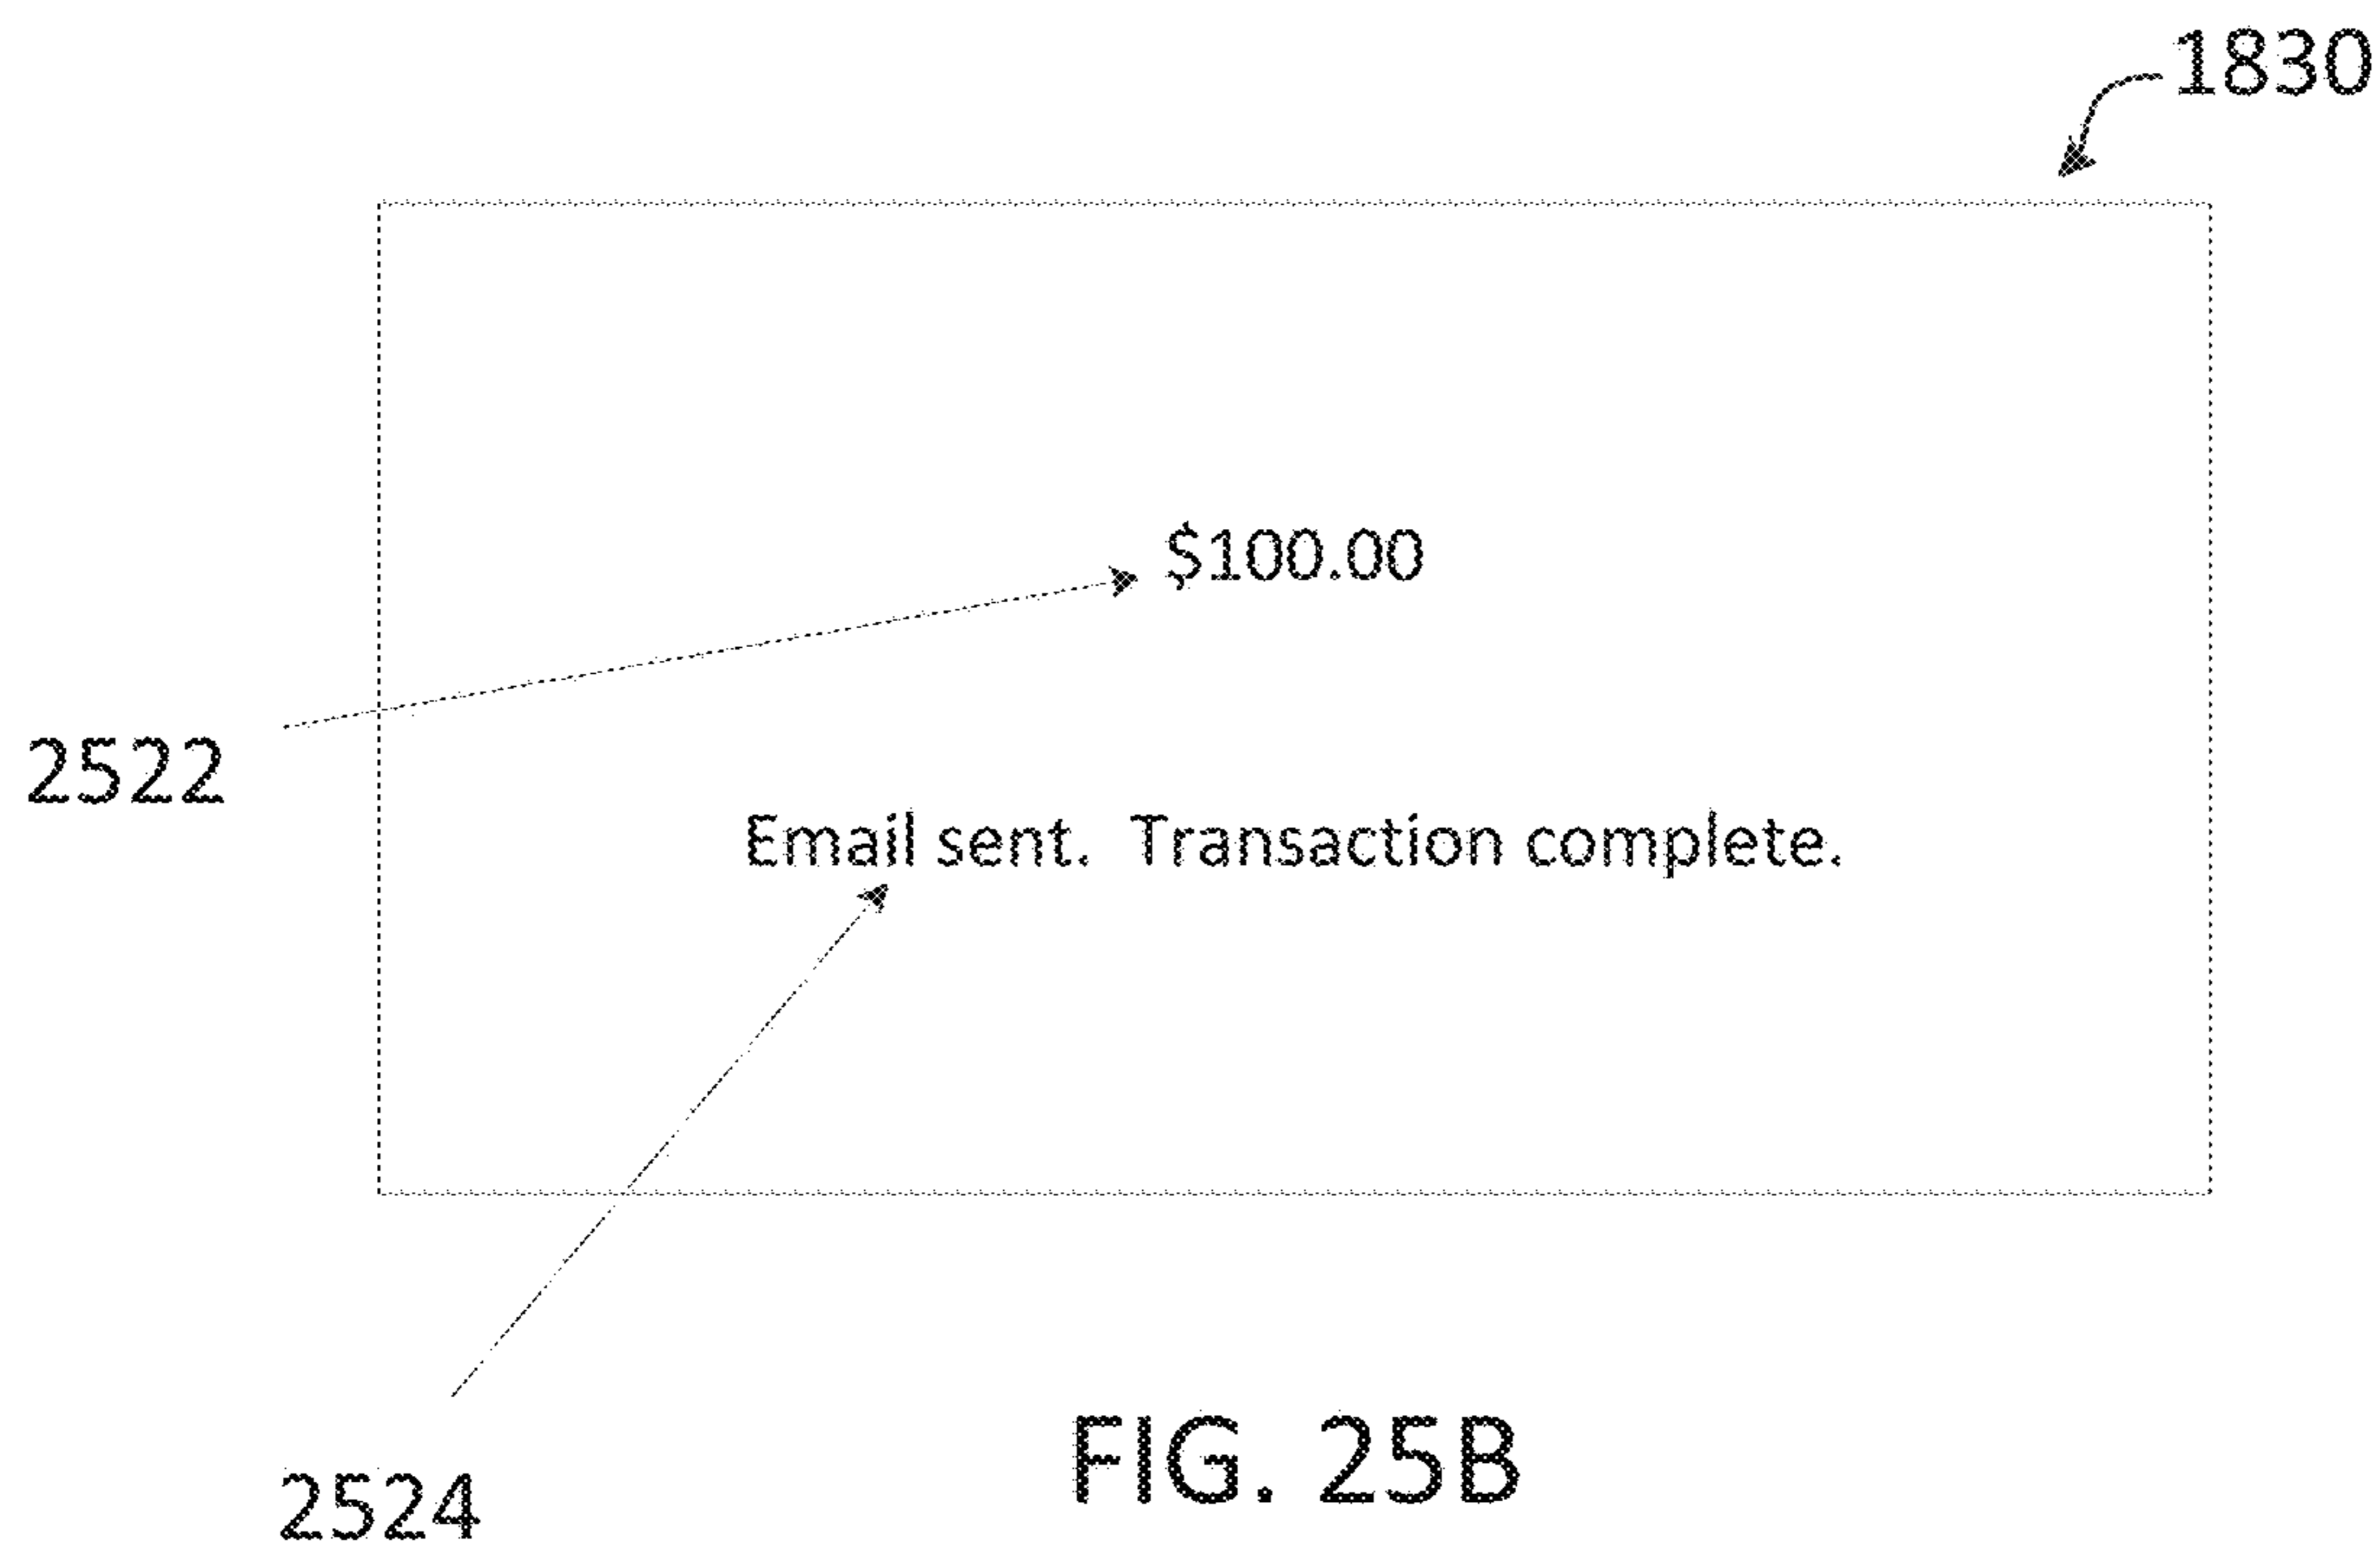 1830
$100.00
2522
Email sent.  Transaction complete.
2524
FIG. 25B